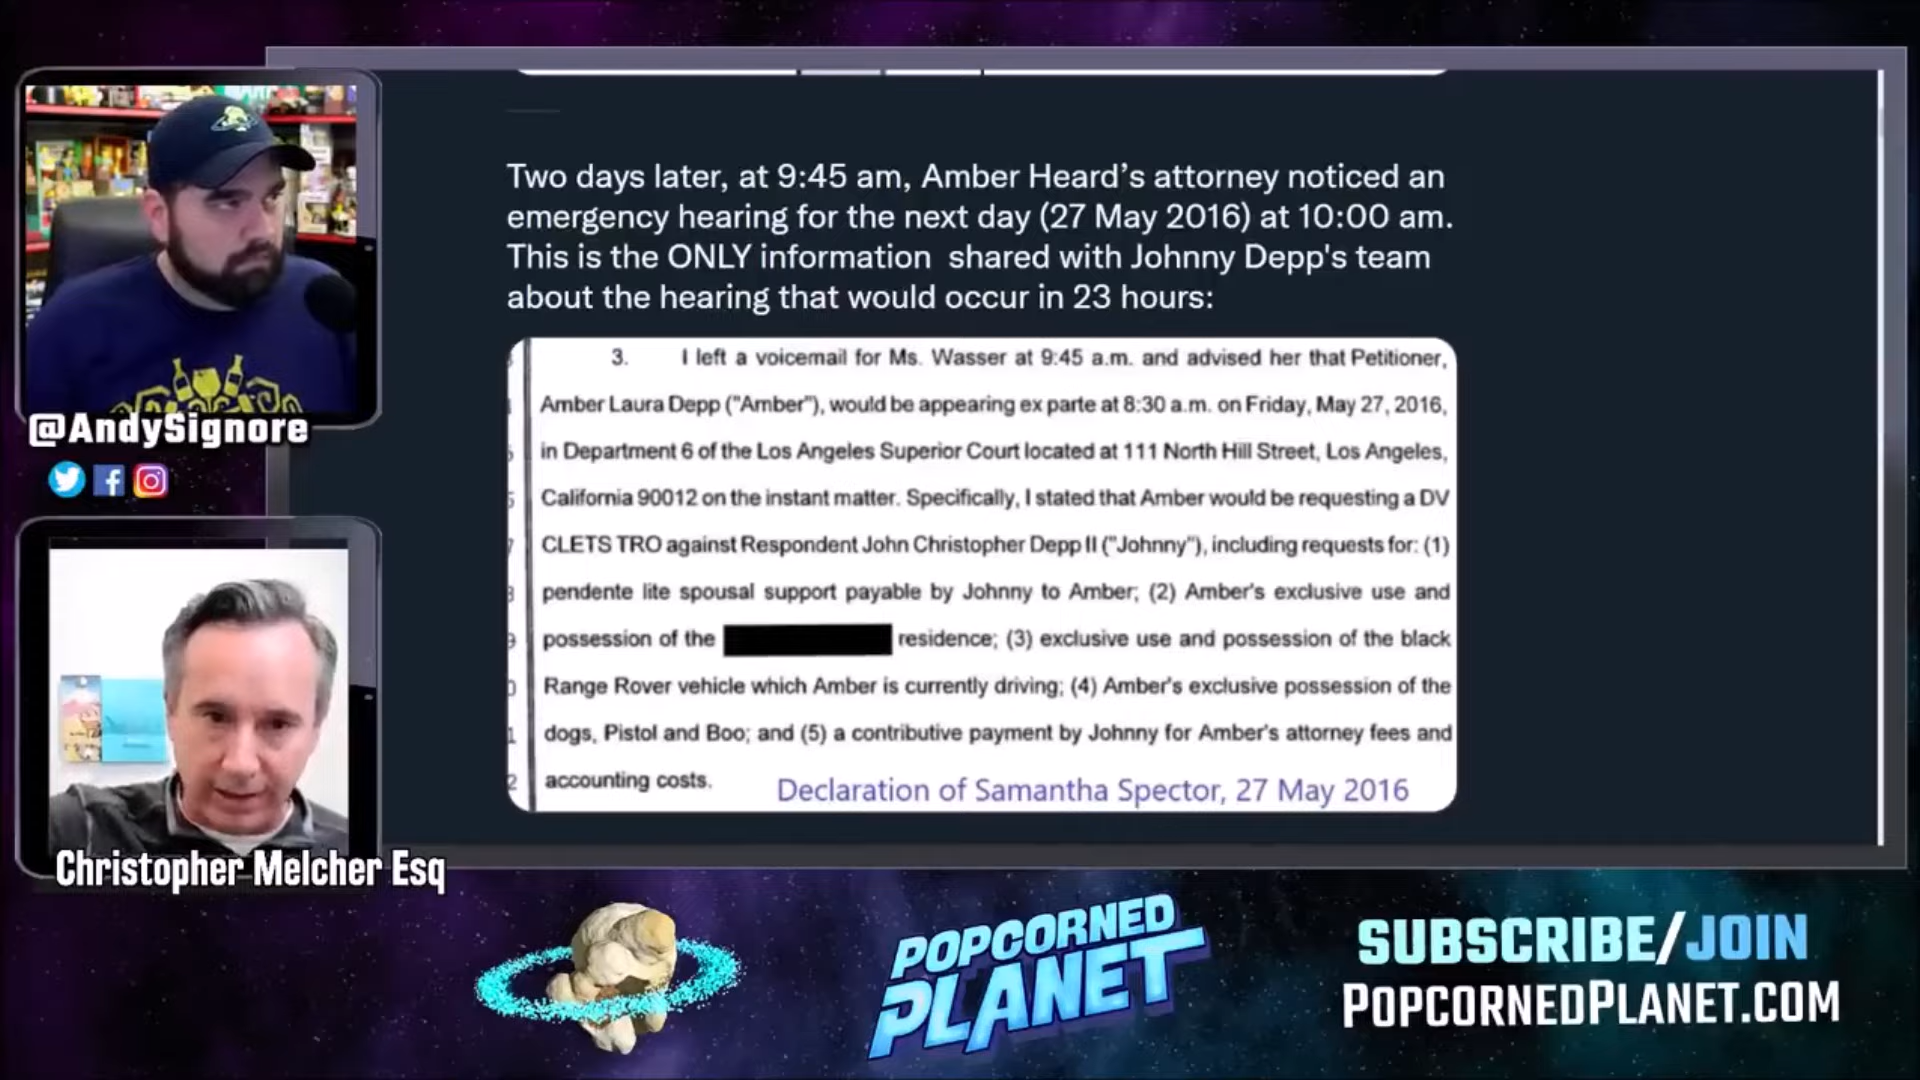 Two days later, at 9:45 am, Amber Heard’s attorney noticed an
emergency hearing for the next day (27 May 2016) at 10:00 am.
This is the ONLY information shared with Johnny Depp's team
about the hearing that would occur in 23 hours:
3. I left a voicemail for Ms. Wasser at 9:45 a.m. and advised her that Petitioner,
Amber Laura Depp ("Amber"), would be appearing ex parte at 8:30 a.m. on Friday, May 27, 2016,
in Department 6 of the Los Angeles Superior Court located at 111 North Hill Street, Los Angeles,
California 90012 on the instant matter. Specifically, I stated that Amber would be requesting a DV
CLETS TRO against Respondent John Christopher Depp II ("Johnny"), including requests for: (1)
pendente lite spousal support payable by Johnny to Amber; (2) Amber's exclusive use and
possession of the residence; (3) exclusive use and possession of the black
Range Rover vehicle which Amber is currently driving; (4) Amber's exclusive possession of the
dogs, Pistol and Boo; and (5) a contributive payment by Johnny for Amber's attorney fees and
accounting costs.
Declaration of Samantha Spector, 27 May 2016
@AndySignore
Christopher Melcher Esq
POPCORNED
PLANET
SUBSCRIBE/JOIN
POPCORNEDPLANET.COM